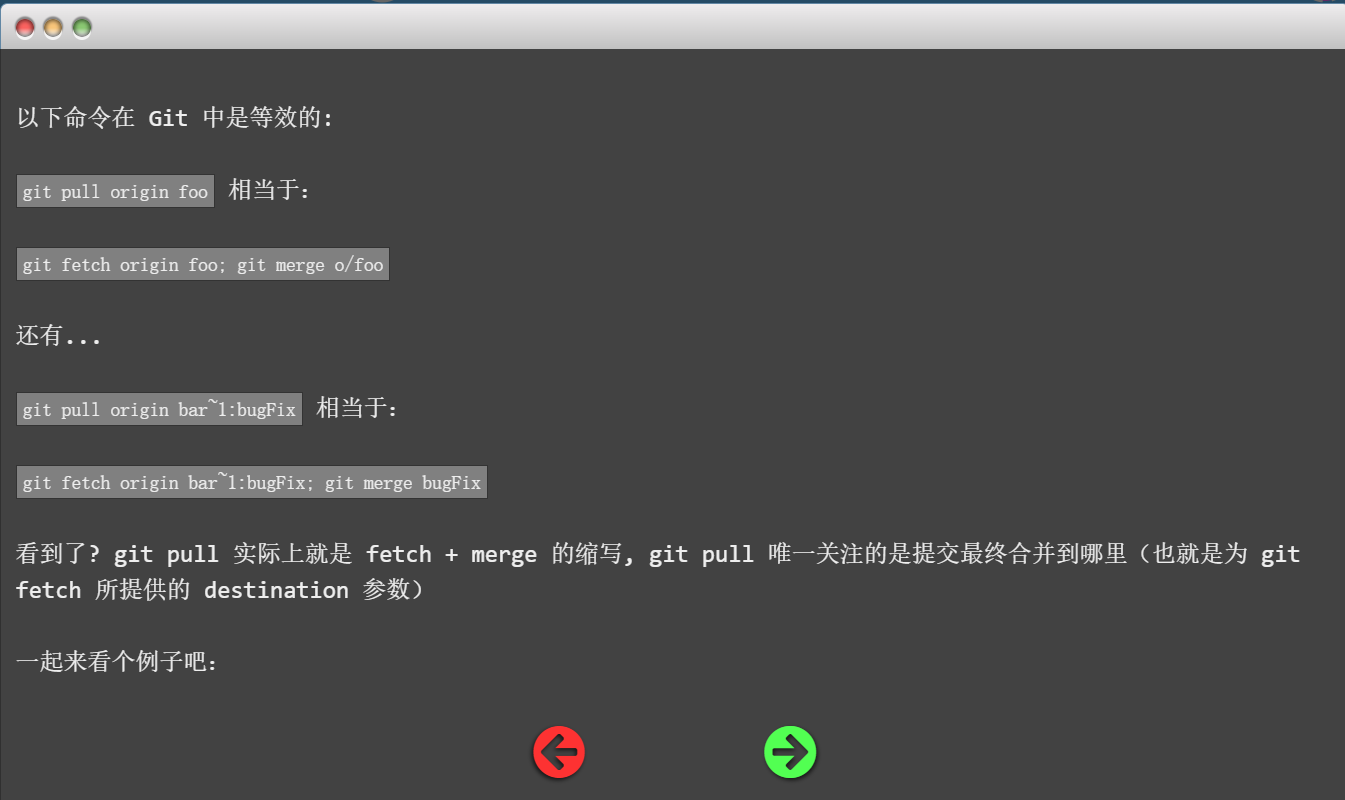 以下命令在 Git 中是等效的:
git pull origin foo 相当于:
git fetch origin foo; git merge o/foo
还有...
git pull origin bar~1:bugFix 相当于:
git fetch origin bar~1:bugFix; git merge bugFix
看到了? git pull 实际上就是 fetch + merge 的缩写, git pull 唯一关注的是提交最终合并到哪里（也就是为 git
fetch 所提供的 destination 参数）
一起来看个例子吧: